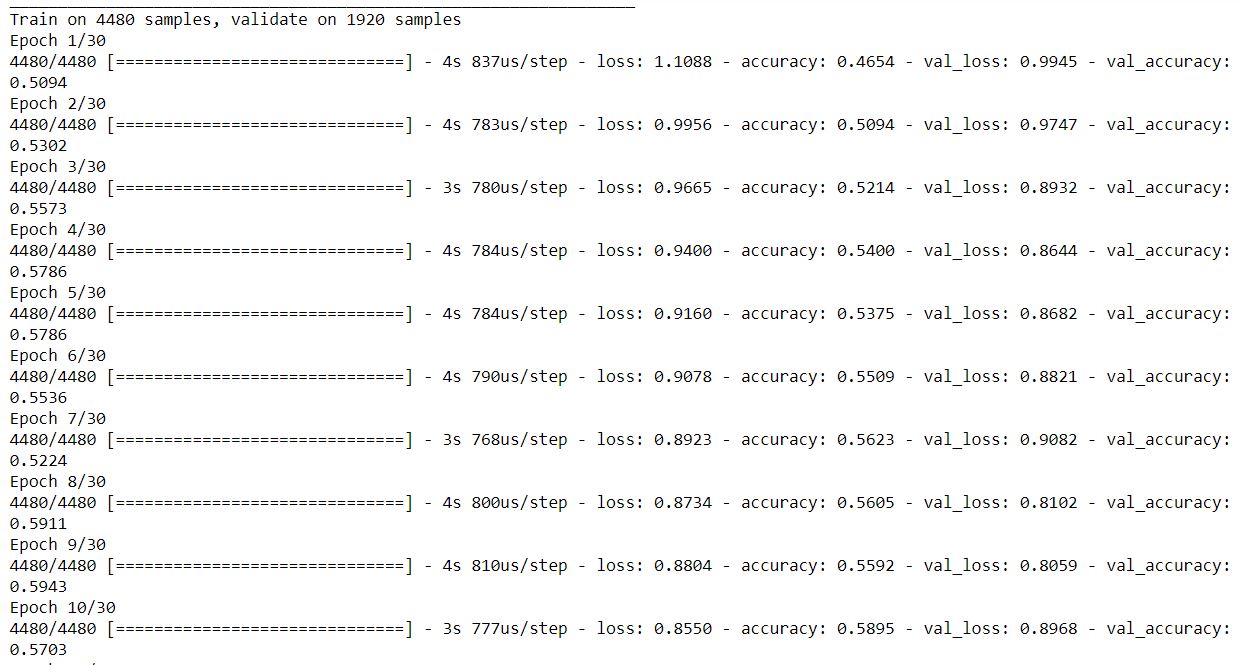 Train on 4480 samples, validate on 1920 samples
Epoch 1/30
4480/4480 [==============================] - 4s 837us/step - loss: 1.1088 - accuracy: 0.4654 - val_loss: 0.9945 - val_accuracy:
0.5094
Epoch 2/30
4480/4480 [==============================] - 4s 783us/step - loss: 0.9956 - accuracy: 0.5094 - val_loss: 0.9747 - val_accuracy:
0.5302
Epoch 3/30
4480/4480 [==============================] - 3s 780us/step - loss: 0.9665 - accuracy: 0.5214 - val_loss: 0.8932 - val_accuracy:
0.5573
Epoch 4/30
4480/4480 [==============================] - 4s 784us/step - loss: 0.9400 - accuracy: 0.5400 - val_loss: 0.8644 - val_accuracy:
0.5786
Epoch 5/30
4480/4480 [==============================] - 4s 784us/step - loss: 0.9160 - accuracy: 0.5375 - val_loss: 0.8682 - val_accuracy:
0.5786
Epoch 6/30
4480/4480 [==============================] - 4s 790us/step - loss: 0.9078 - accuracy: 0.5509 - val_loss: 0.8821 - val_accuracy:
0.5536
Epoch 7/30
4480/4480 [==============================] - 3s 768us/step - loss: 0.8923 - accuracy: 0.5623 - val_loss: 0.9082 - val_accuracy:
0.5224
Epoch 8/30
4480/4480 [==============================] - 4s 800us/step - loss: 0.8734 - accuracy: 0.5605 - val_loss: 0.8102 - val_accuracy:
0.5911
Epoch 9/30
4480/4480 [==============================] - 4s 810us/step - loss: 0.8804 - accuracy: 0.5592 - val_loss: 0.8059 - val_accuracy:
0.5943
Epoch 10/30
4480/4480 [==============================] - 3s 777us/step - loss: 0.8550 - accuracy: 0.5895 - val_loss: 0.8968 - val_accuracy:
0.5703